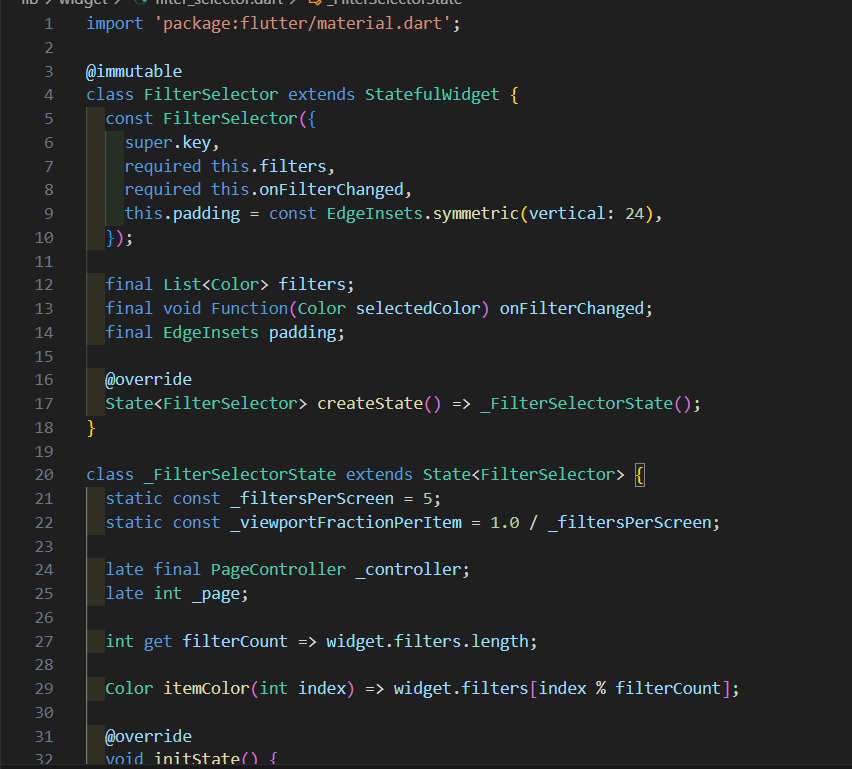 lib > widget > filter_selector.dart > _FilterSelectorState
1 import 'package:flutter/material.dart';
2
3 @immutable
4 class FilterSelector extends StatefulWidget {
5   const FilterSelector({
6     super.key,
7     required this.filters,
8     required this.onFilterChanged,
9     this.padding = const EdgeInsets.symmetric(vertical: 24),
10   });
11
12   final List<Color> filters;
13   final void Function(Color selectedColor) onFilterChanged;
14   final EdgeInsets padding;
15
16   @override
17   State<FilterSelector> createState() => _FilterSelectorState();
18 }
19
20 class _FilterSelectorState extends State<FilterSelector> {
21   static const _filtersPerScreen = 5;
22   static const _viewportFractionPerItem = 1.0 / _filtersPerScreen;
23
24   late final PageController _controller;
25   late int _page;
26
27   int get filterCount => widget.filters.length;
28
29   Color itemColor(int index) => widget.filters[index % filterCount];
30
31   @override
32   void initState() {